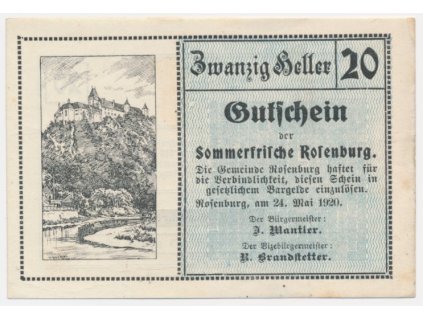 Zwanzig Heller 20
Gutschein
der
Sommerfrische Rosenburg.
Die Gemeinde Rosenburg haftet für
die Verbindlichkeit, diesen Schein in
gesetzlichem Bargelde einzulösen.
Rosenburg, am 24. Mai 1920.
Der Bürgermeister:
J. Mantler.
Der Vizebürgermeister:
R. Brandstetter.